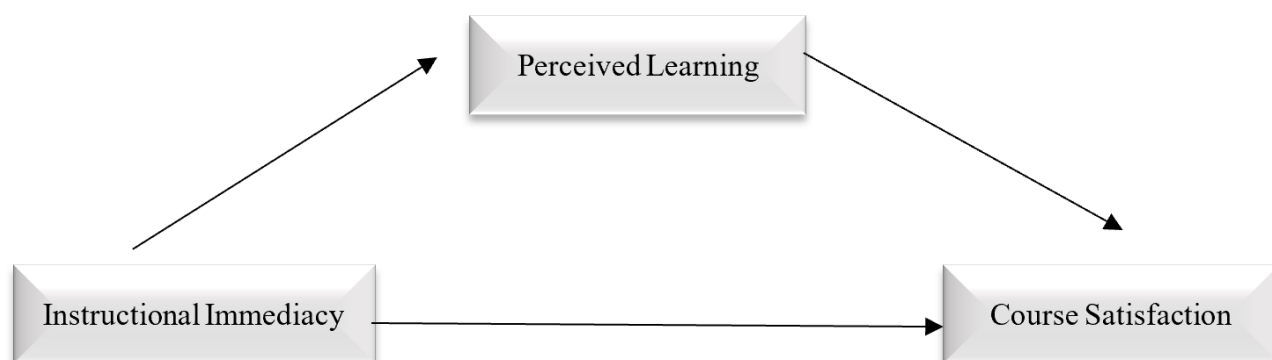 Perceived Learning
Instructional Immediacy
Course Satisfaction